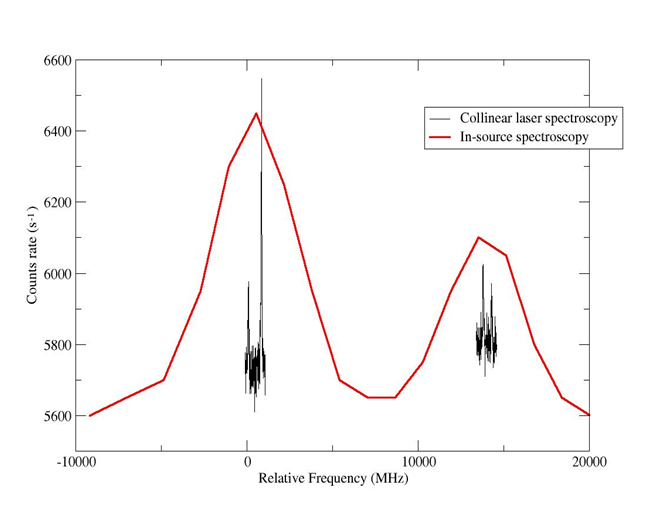 6600
6400
6200
6000
5800
5600
Counts rate (s-1)
Collinear laser spectroscopy
In-source spectroscopy
-10000 0 10000 20000
Relative Frequency (MHz)